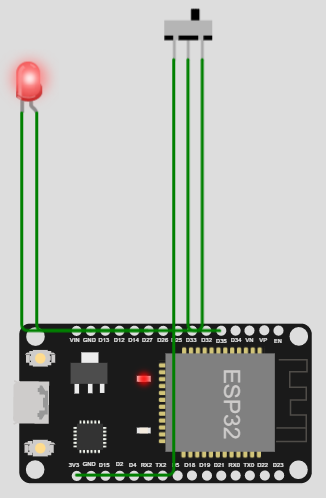 VIN GND D13 D12 D14 D27 D26 D25 D33 D32 D35 D34 VN VP EN
ESP32
3V3 GND D15 D2 D4 RX2 TX2 D18 D19 D21 RX0 TX0 D22 D23